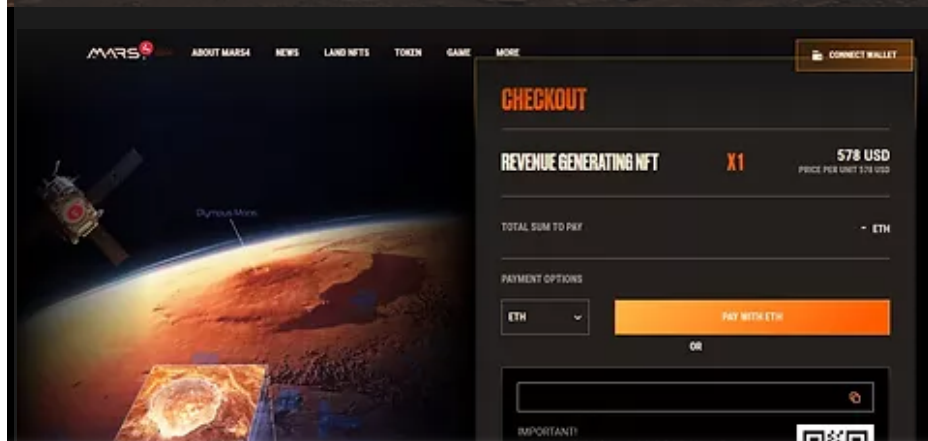 MARS4
ABOUT MARS4 NEWS LAND NFTS TOKEN GAME MORE
CONNECT WALLET
CHECKOUT
REVENUE GENERATING NFT X1 578 USD
PRICE PER UNIT 578 USD
Olympus Mons
TOTAL SUM TO PAY - ETH
PAYMENT OPTIONS
ETH PAY WITH ETH
OR
IMPORTANT!